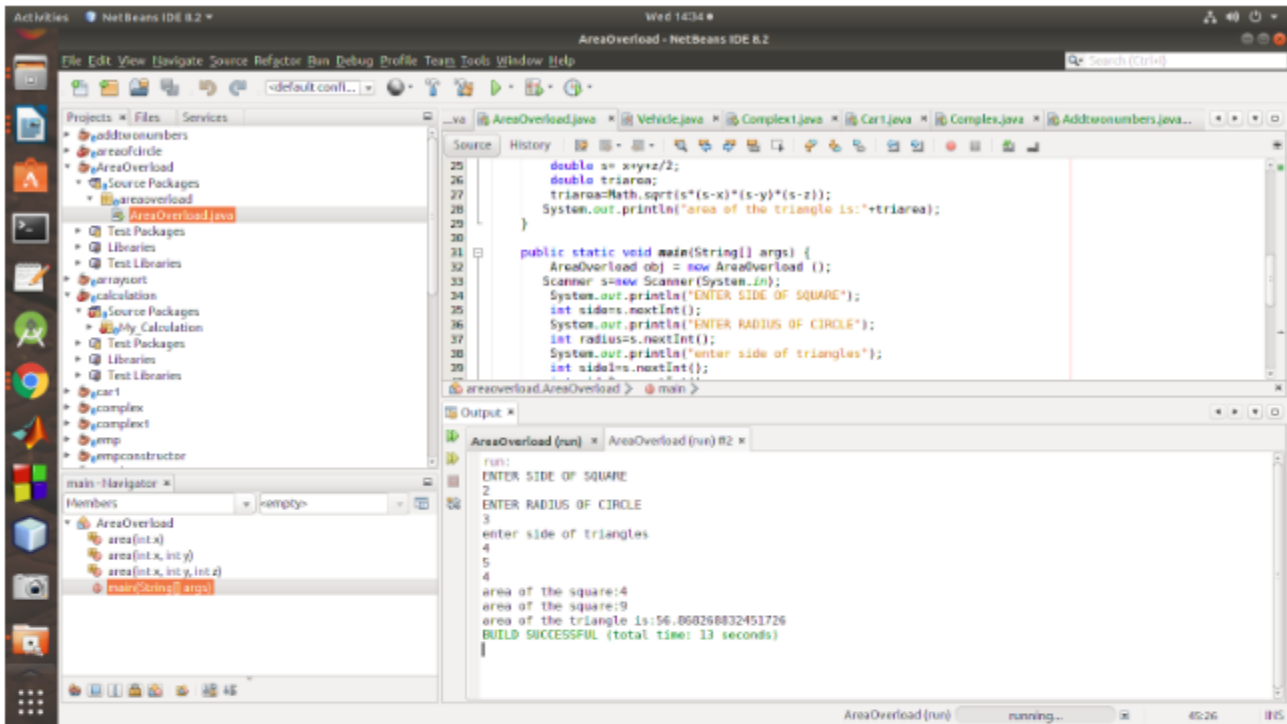 Activities NetBeans IDE 8.2 Wed 14:34
AreaOverload - NetBeans IDE 8.2
File Edit View Navigate Source Refactor Run Debug Profile Team Tools Window Help
Search (Ctrl+I)
<default confi...
Projects Files Services
addtwonumbers
areaofcircle
AreaOverload
Source Packages
areaoverload
AreaOverload.java
Test Packages
Libraries
Test Libraries
arraysort
calculation
Source Packages
My_Calculation
Test Packages
Libraries
Test Libraries
car1
complex
complex1
emp
empconstructor
main - Navigator
Members <empty>
AreaOverload
area(int x)
area(int x, int y)
area(int x, int y, int z)
main(String[] args)
...va AreaOverload.java Vehicle.java Complex1.java Car1.java Complex.java Addtwonumbers.java...
Source History
25 double s= x+y+z/2;
26 double triarea;
27 triarea=Math.sqrt(s*(s-x)*(s-y)*(s-z));
28 System.out.println("area of the triangle is:"+triarea);
29 }
30
31 public static void main(String[] args) {
32 AreaOverload obj = new AreaOverload ();
33 Scanner s=new Scanner(System.in);
34 System.out.println("ENTER SIDE OF SQUARE");
35 int side=s.nextInt();
36 System.out.println("ENTER RADIUS OF CIRCLE");
37 int radius=s.nextInt();
38 System.out.println("enter side of triangles");
39 int side1=s.nextInt();
areaoverload.AreaOverload main
Output
AreaOverload (run) AreaOverload (run) #2
run:
ENTER SIDE OF SQUARE
2
ENTER RADIUS OF CIRCLE
3
enter side of triangles
4
5
4
area of the square:4
area of the square:9
area of the triangle is:56.868268832451726
BUILD SUCCESSFUL (total time: 13 seconds)
AreaOverload (run) running... 45:26 INS